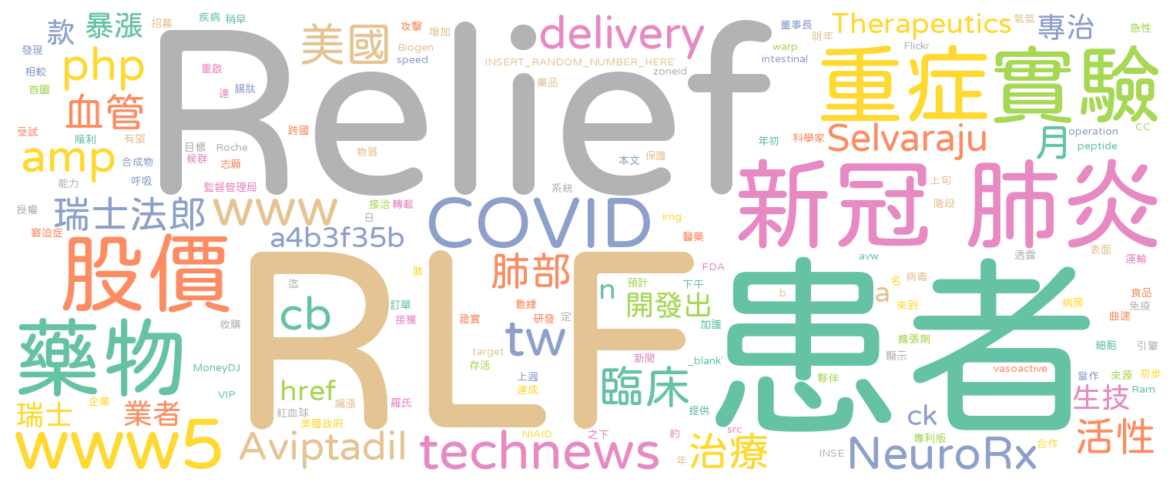 Relief
RLF
患者
重症
實驗
新冠 肺炎
股價
藥物
COVID
www5
technews
delivery
美國
php
amp
血管
款
暴漲
疾病
稍早
招募
發現
相較
首圖
重啟
達
腸肽
攻擊
增加
Biogen
speed
INSERT_RANDOM_NUMBER_HERE'
zoneid
藥品
董事長
明年
warp
intestinal
Therapeutics
氧氣
Flickr
專治
急性
CC
受試
順利
有望
合成物
呼吸
能力
目標
Roche
候群
志願
跨國
物質
監督管理局
本文
保護
系統
年初
科學家
Selvaraju
月
operation
peptide
授權
瑞士法郎
www
接洽
轉載
日
img
上旬
階段
窘迫症
a4b3f35b
醫藥
肺部
肺
迄
cb
n
開發出
FDA
預計
下午
加護
avw
透露
表面
運輸
病毒
名
來到
a
b
收購
訂單
接獲
數據
研發
定
證實
tw
target
存活
新聞
_blank'
擴張劑
顯示
病房
食品
免疫
曲速
細胞
引擎
MoneyDJ
VIP
href
紅血球
飆漲
羅氏
美國政府
上週
達成
臨床
提供
夥伴
vasoactive
當作
來源
初步
Ram
生技
瑞士
企業
業者
Aviptadil
NIAID
之下
約
年
src
治療
INSE
ck
專利版
NeuroRx
合作
活性